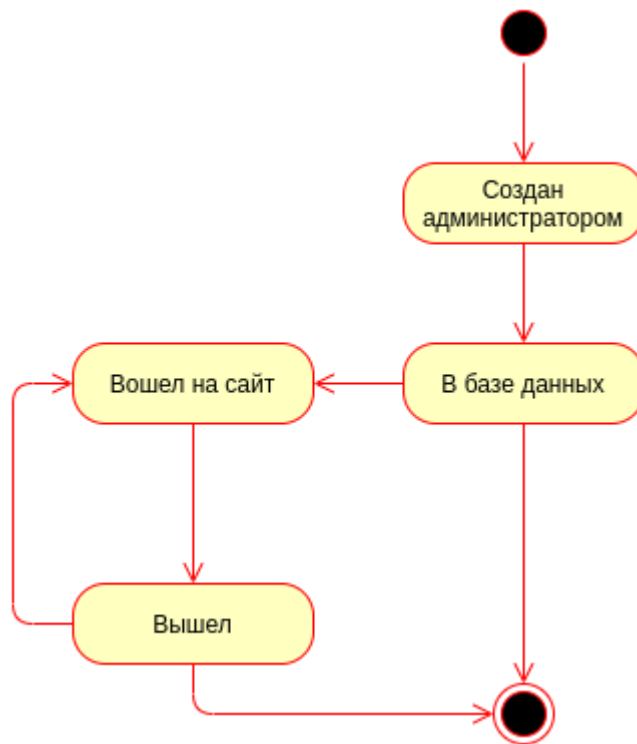 Создан
администратором
Вошел на сайт
В базе данных
Вышел